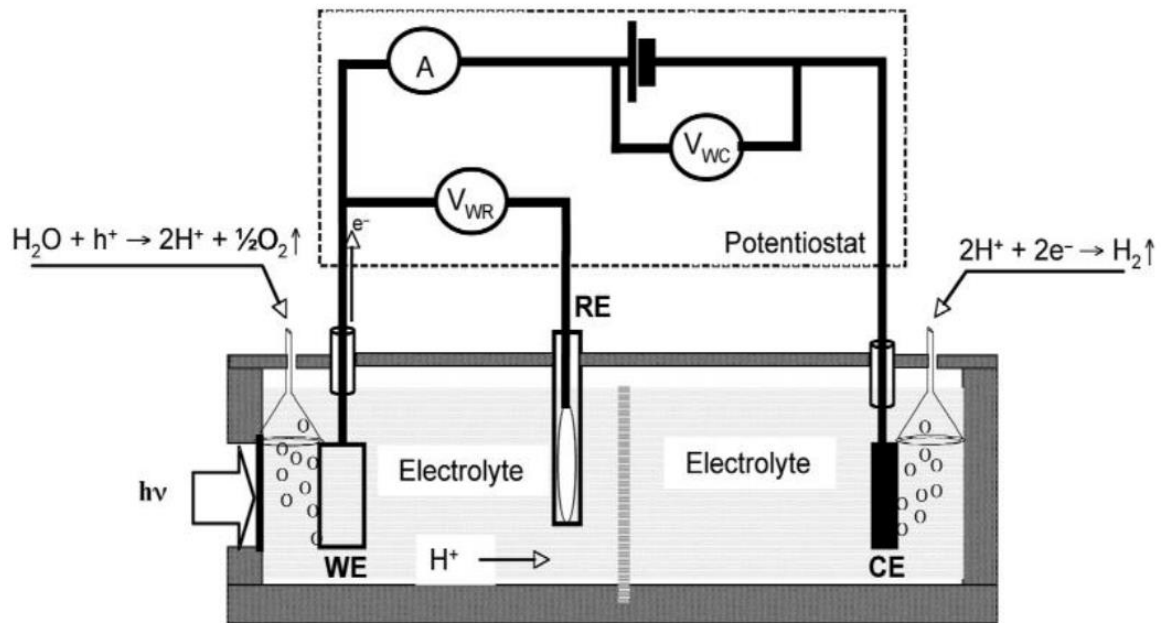 A
V_WC
V_WR
e⁻
Potentiostat
H₂O + h⁺ → 2H⁺ + ½O₂↑
2H⁺ + 2e⁻ → H₂↑
RE
Electrolyte
Electrolyte
hν
H⁺
WE
CE